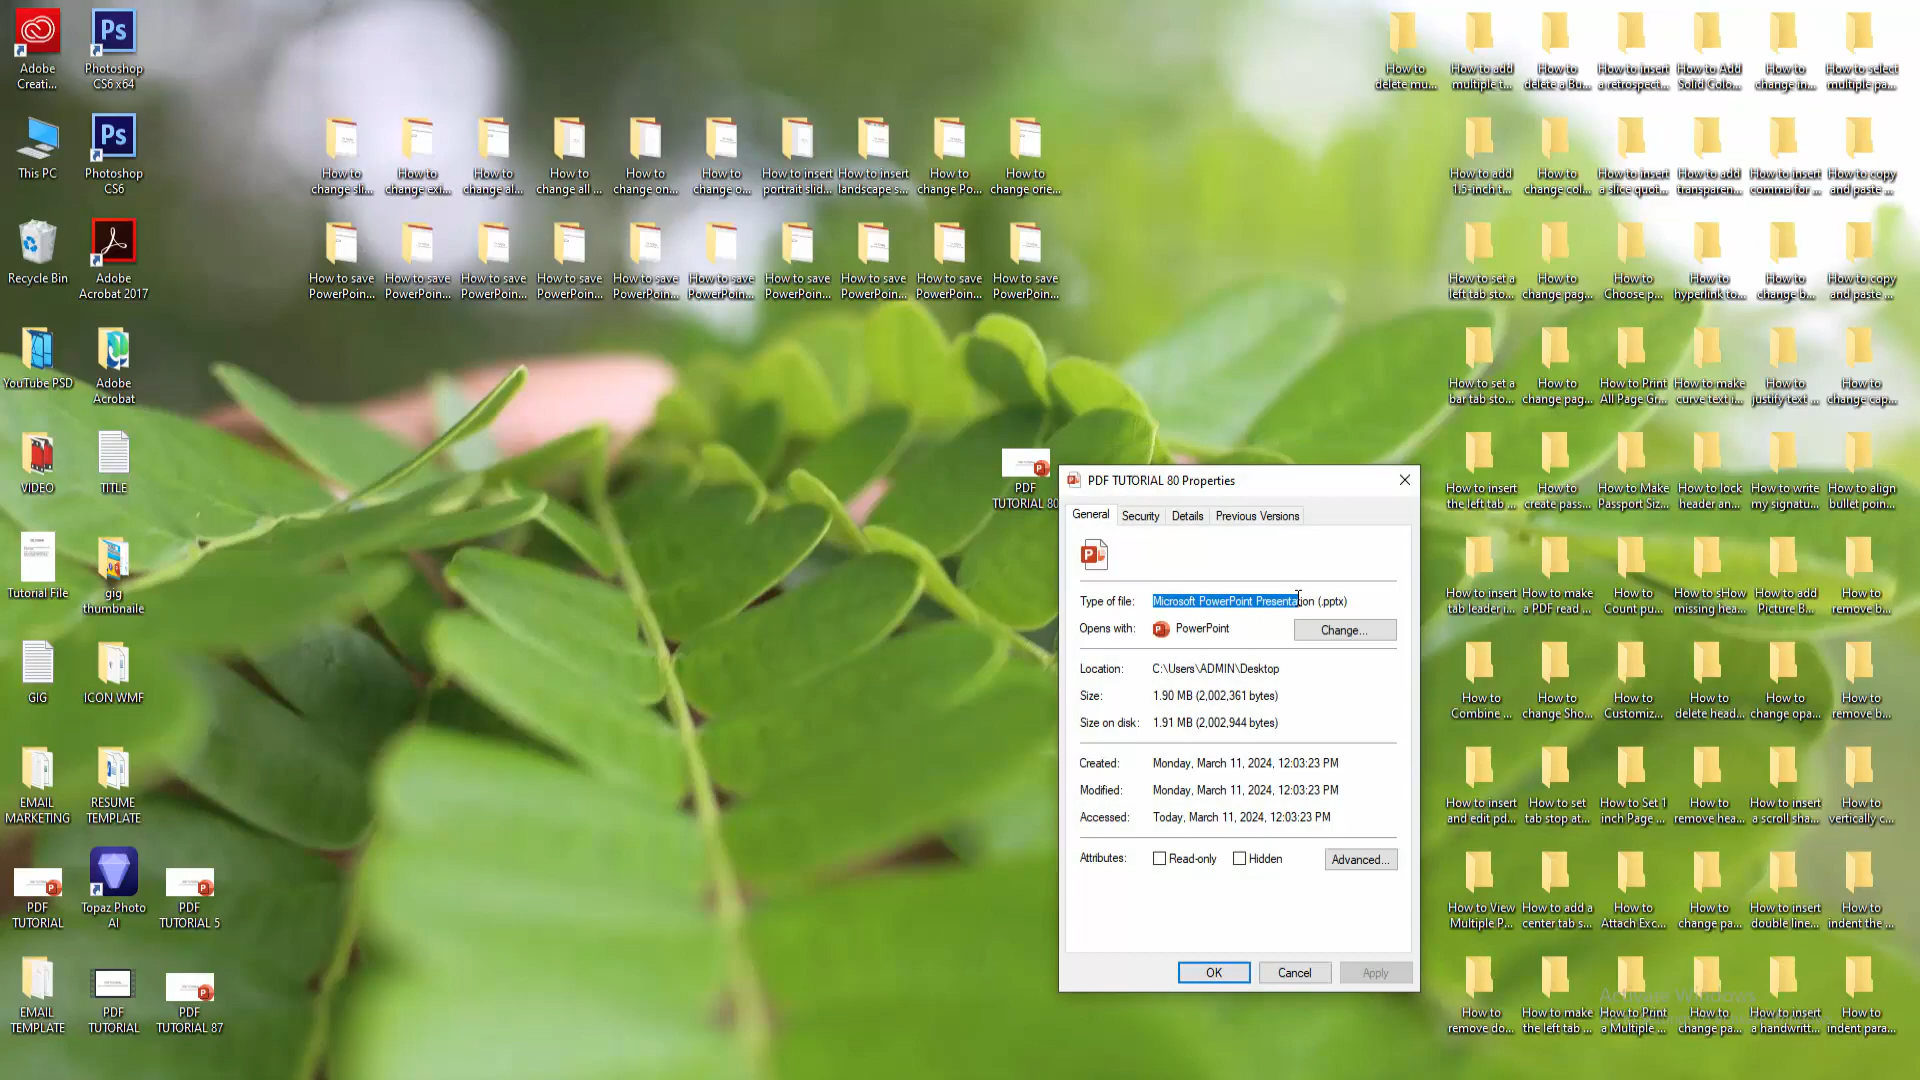 Adobe
Creati...
Photoshop
CS6 x64
This PC
Photoshop
CS6
Recycle Bin
Adobe
Acrobat 2017
YouTube PSD
Adobe
Acrobat
VIDEO
TITLE
Tutorial File
gig
thumbnaile
GIG
ICON WMF
EMAIL
MARKETING
RESUME
TEMPLATE
PDF
TUTORIAL
Topaz Photo
AI
PDF
TUTORIAL 5
EMAIL
TEMPLATE
PDF
TUTORIAL
PDF
TUTORIAL 87
How to
change sli...
How to
change exi...
How to
change al...
How to
change all ...
How to
change on...
How to
change o...
How to insert
portrait slid...
How to insert
landscape s...
How to
change Po...
How to
change orie...
How to save
PowerPoin...
How to save
PowerPoin...
How to save
PowerPoin...
How to save
PowerPoin...
How to save
PowerPoin...
How to save
PowerPoin...
How to save
PowerPoin...
How to save
PowerPoin...
How to save
PowerPoin...
How to save
PowerPoin...
PDF
TUTORIAL 80
PDF TUTORIAL 80 Properties
General
Security
Details
Previous Versions
Type of file:
Microsoft PowerPoint Presentation (.pptx)
Opens with:
PowerPoint
Change...
Location:
C:\Users\ADMIN\Desktop
Size:
1.90 MB (2,002,361 bytes)
Size on disk:
1.91 MB (2,002,944 bytes)
Created:
Monday, March 11, 2024, 12:03:23 PM
Modified:
Monday, March 11, 2024, 12:03:23 PM
Accessed:
Today, March 11, 2024, 12:03:23 PM
Attributes:
Read-only
Hidden
Advanced...
OK
Cancel
Apply
How to
delete mu...
How to add
multiple t...
How to
delete a Bu...
How to insert
a retrospect...
How to Add
Solid Colo...
How to
change in...
How to select
multiple pa...
How to add
1.5-inch t...
How to
change col...
How to insert
a slice quot...
How to add
transparen...
How to insert
comma for ...
How to copy
and paste ...
How to set a
left tab sto...
How to
change pag...
How to
Choose p...
How to
hyperlink to...
How to
change b...
How to copy
and paste ...
How to set a
bar tab sto...
How to
change pag...
How to Print
All Page Gr...
How to make
curve text i...
How to
justify text ...
How to
change cap...
How to insert
the left tab ...
How to
create pass...
How to Make
Passport Siz...
How to lock
header an...
How to write
my signatu...
How to align
bullet poin...
How to insert
tab leader i...
How to make
a PDF read ...
How to
Count pu...
How to sHow
missing hea...
How to add
Picture B...
How to
remove b...
How to
Combine ...
How to
change Sho...
How to
Customiz...
How to
delete head...
How to
change opa...
How to
remove b...
How to insert
and edit pd...
How to set
tab stop at...
How to Set 1
inch Page ...
How to
remove hea...
How to insert
a scroll sha...
How to
vertically c...
How to View
Multiple P...
How to add a
center tab s...
How to
Attach Exc...
How to
change pa...
How to insert
double line...
How to
indent the ...
How to
remove do...
How to make
the left tab ...
How to Print
a Multiple ...
How to
change pa...
How to insert
a handwritt...
How to
indent para...
Activate Windows